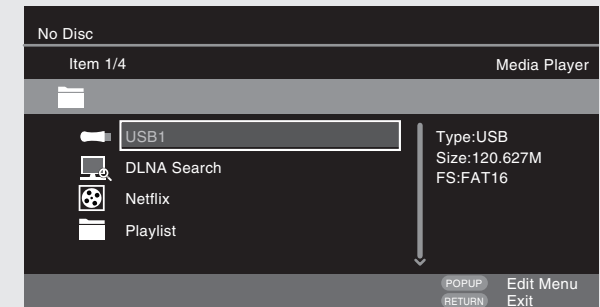 No Disc
Item 1/4
Media Player
USB1
DLNA Search
Netflix
Playlist
Type:USB
Size:120.627M
FS:FAT16
POPUP Edit Menu
RETURN Exit